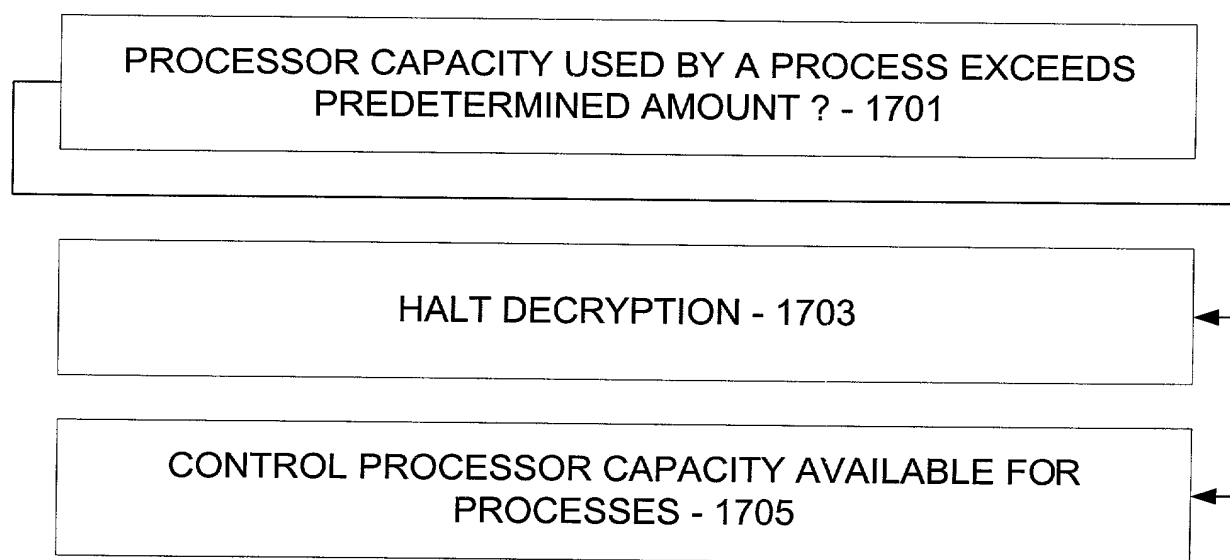 PROCESSOR CAPACITY USED BY A PROCESS EXCEEDS
PREDETERMINED AMOUNT ? - 1701
HALT DECRYPTION - 1703
CONTROL PROCESSOR CAPACITY AVAILABLE FOR
PROCESSES - 1705